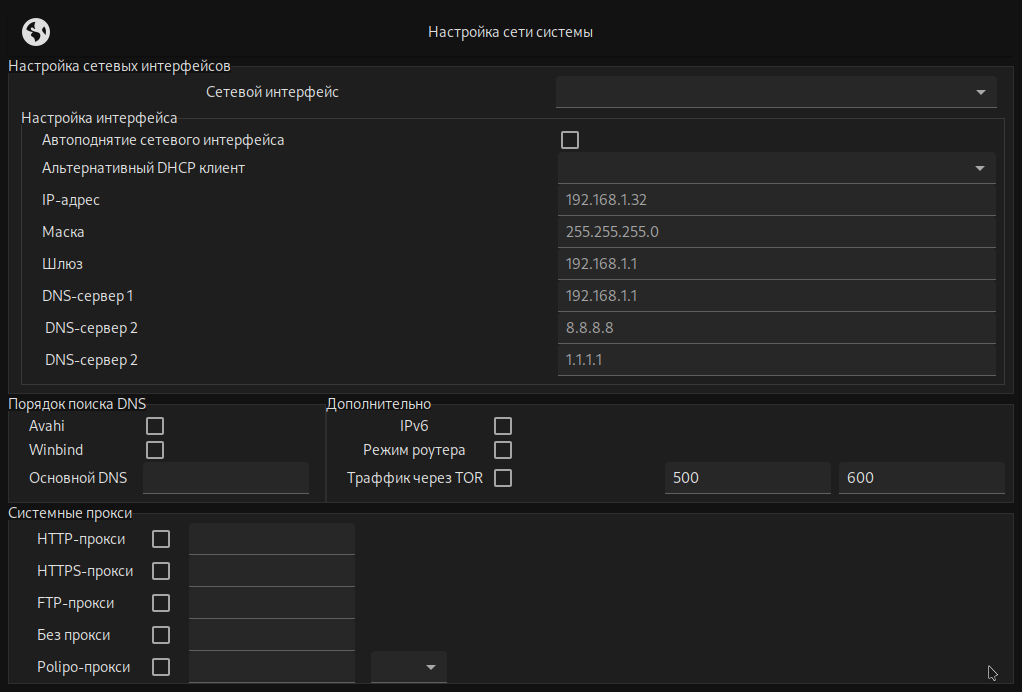 Настройка сети системы
Настройка сетевых интерфейсов
Сетевой интерфейс
Настройка интерфейса
Автоподнятие сетевого интерфейса
Альтернативный DHCP клиент
IP-адрес 192.168.1.32
Маска 255.255.255.0
Шлюз 192.168.1.1
DNS-сервер 1 192.168.1.1
DNS-сервер 2 8.8.8.8
DNS-сервер 2 1.1.1.1
Порядок поиска DNS
Avahi
Winbind
Основной DNS
Дополнительно
IPv6
Режим роутера
Траффик через TOR 500 600
Системные прокси
HTTP-прокси
HTTPS-прокси
FTP-прокси
Без прокси
Polipo-прокси